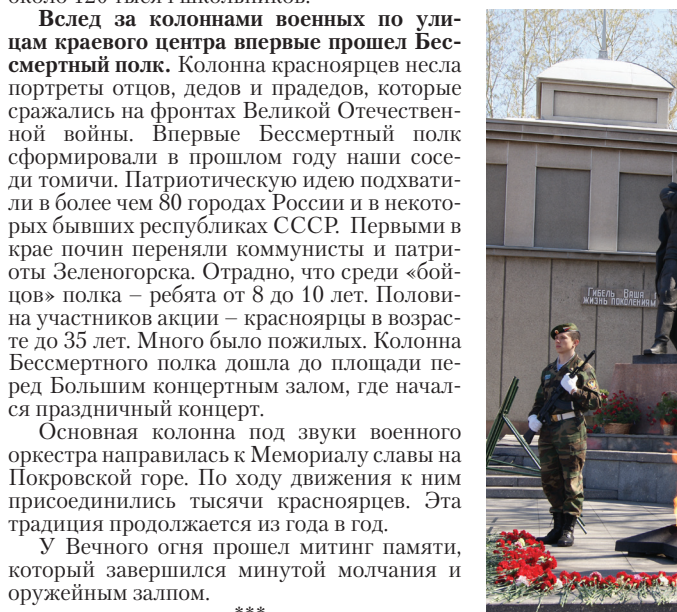 около 120 тысяч школьников.
Вслед за колоннами военных по ули-
цам краевого центра впервые прошел Бес-
смертный полк. Колонна красноярцев несла
портреты отцов, дедов и прадедов, которые
сражались на фронтах Великой Отечествен-
ной войны. Впервые Бессмертный полк
сформировали в прошлом году наши сосе-
ди томичи. Патриотическую идею подхвати-
ли в более чем 80 городах России и в некото-
рых бывших республиках СССР. Первыми в
крае почин переняли коммунисты и патри-
оты Зеленогорска. Отрадно, что среди «бой-
цов» полка – ребята от 8 до 10 лет. Полови-
на участников акции – красноярцы в возрас-
те до 35 лет. Много было пожилых. Колонна
Бессмертного полка дошла до площади пе-
ред Большим концертным залом, где начал-
ся праздничный концерт.
Основная колонна под звуки военного
оркестра направилась к Мемориалу славы на
Покровской горе. По ходу движения к ним
присоединились тысячи красноярцев. Эта
традиция продолжается из года в год.
У Вечного огня прошел митинг памяти,
который завершился минутой молчания и
оружейным залпом.
***
Гибель Ваша
жизнь поколениям